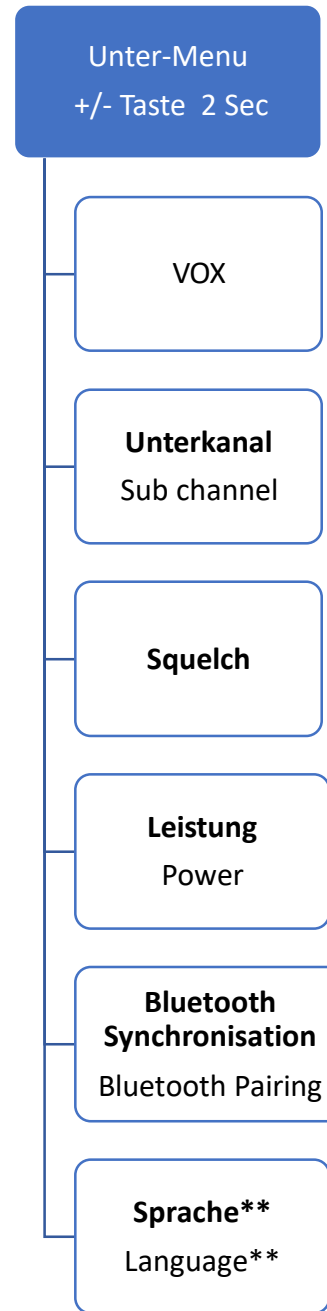 Unter-Menu
+/- Taste 2 Sec
VOX
Unterkanal
Sub channel
Squelch
Leistung
Power
Bluetooth
Synchronisation
Bluetooth Pairing
Sprache**
Language**